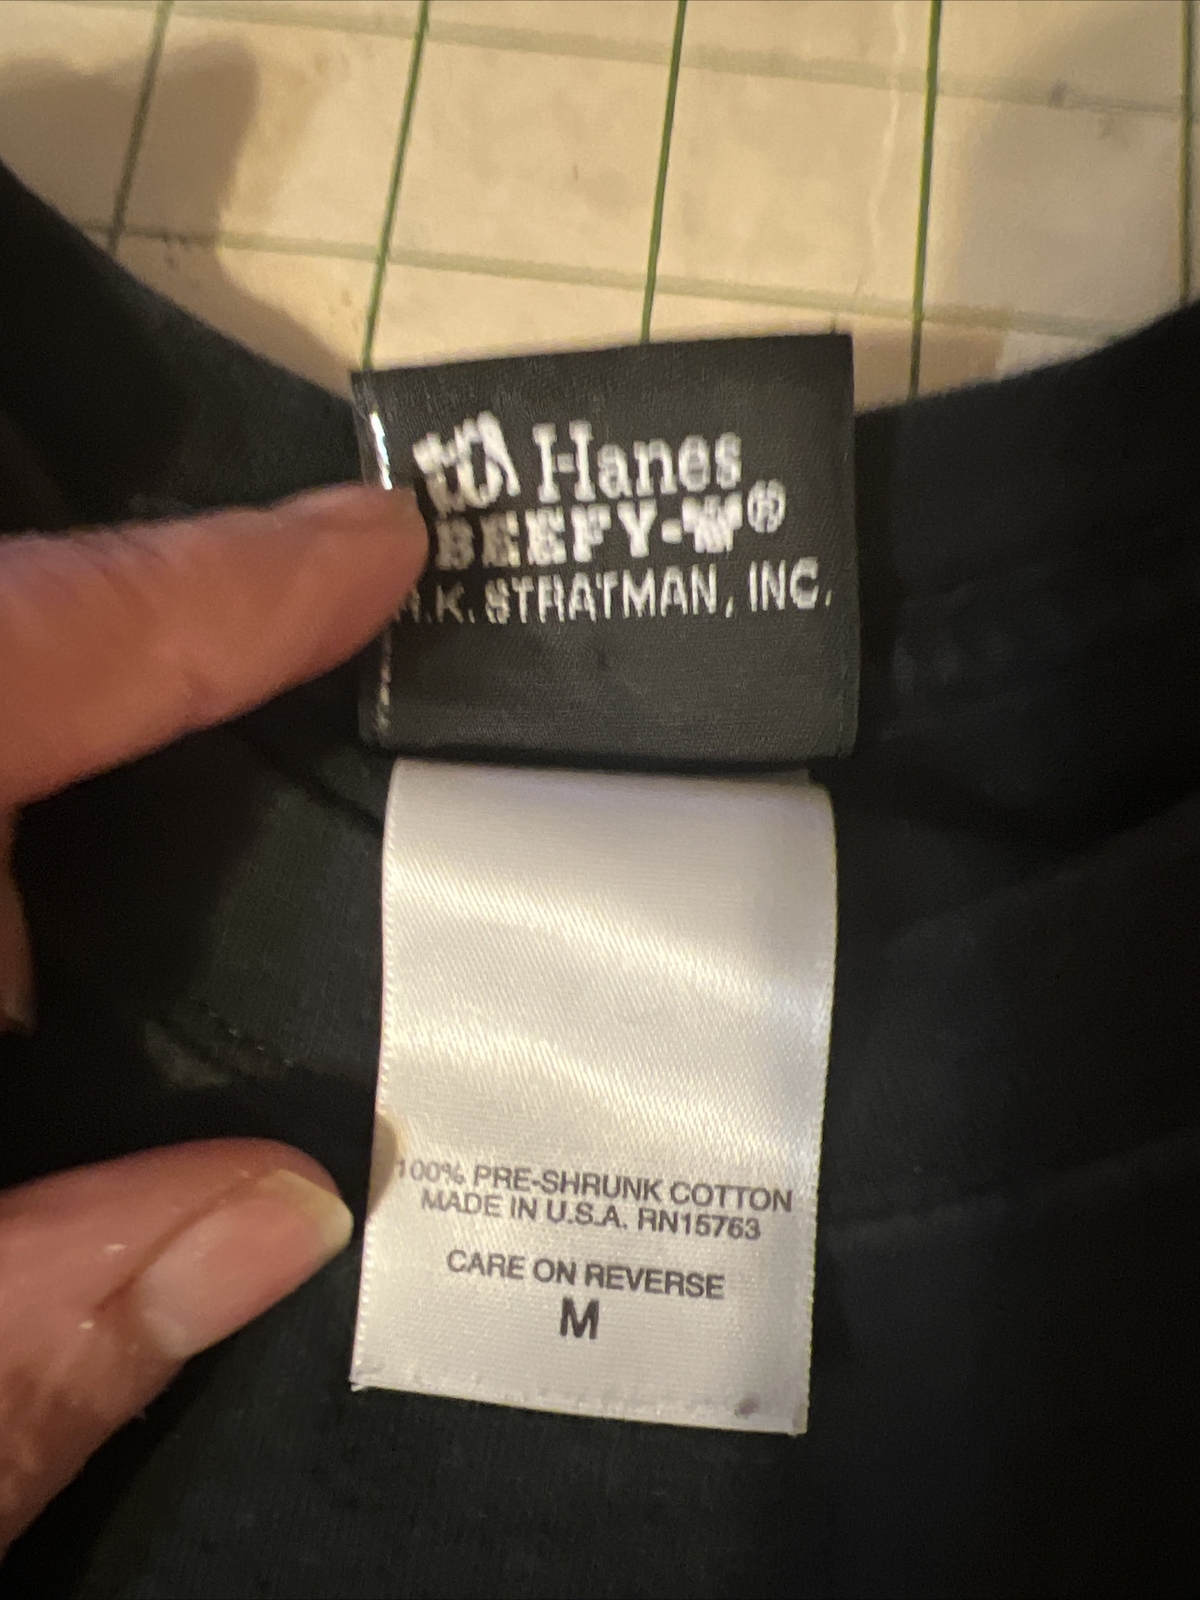 Hanes
BEEFY-T®
R.K. STRATMAN, INC.
100% PRE-SHRUNK COTTON
MADE IN U.S.A. RN15763
CARE ON REVERSE
M